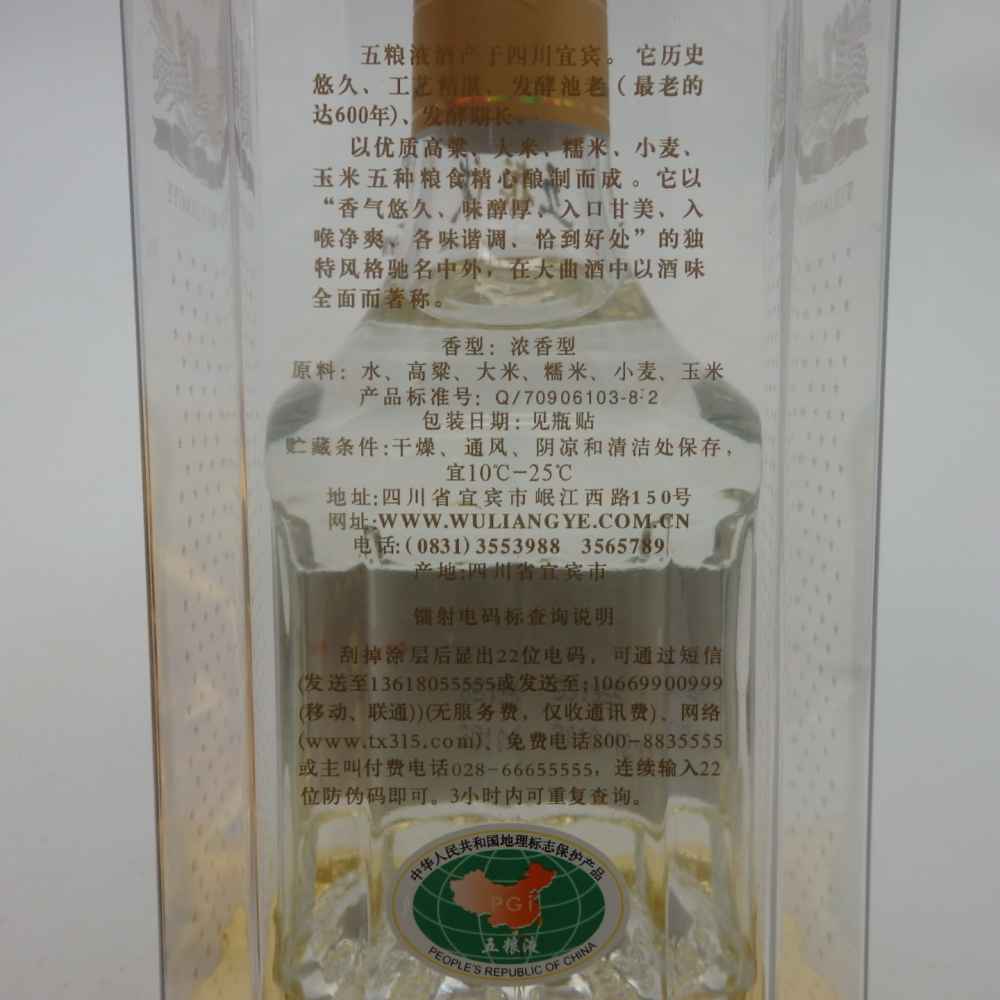 五粮液酒产于四川宜宾。它历史
悠久、工艺精湛、发酵池老（最老的
达600年）、发酵期长。
以优质高粱、大米、糯米、小麦、
玉米五种粮食精心酿制而成。它以
“香气悠久、味醇厚、入口甘美、入
喉净爽、各味谐调、恰到好处”的独
特风格驰名中外，在大曲酒中以酒味
全面而著称。
香型：浓香型
原料：水、高粱、大米、糯米、小麦、玉米
产品标准号：Q/70906103-8·2
包装日期：见瓶贴
贮藏条件:干燥、通风、阴凉和清洁处保存，
宜10℃-25℃
地址:四川省宜宾市岷江西路150号
网址:WWW.WULIANGYE.COM.CN
电话:(0831)3553988 3565789
产地:四川省宜宾市
镭射电码标查询说明
刮掉涂层后显出22位电码，可通过短信
(发送至13618055555或发送至:10669900999
(移动、联通))(无服务费，仅收通讯费)、网络
(www.tx315.com)、免费电话800-8835555
或主叫付费电话028-66655555，连续输入22
位防伪码即可。3小时内可重复查询。
中华人民共和国地理标志保护产品
PGI
五粮液
PEOPLE'S REPUBLIC OF CHINA